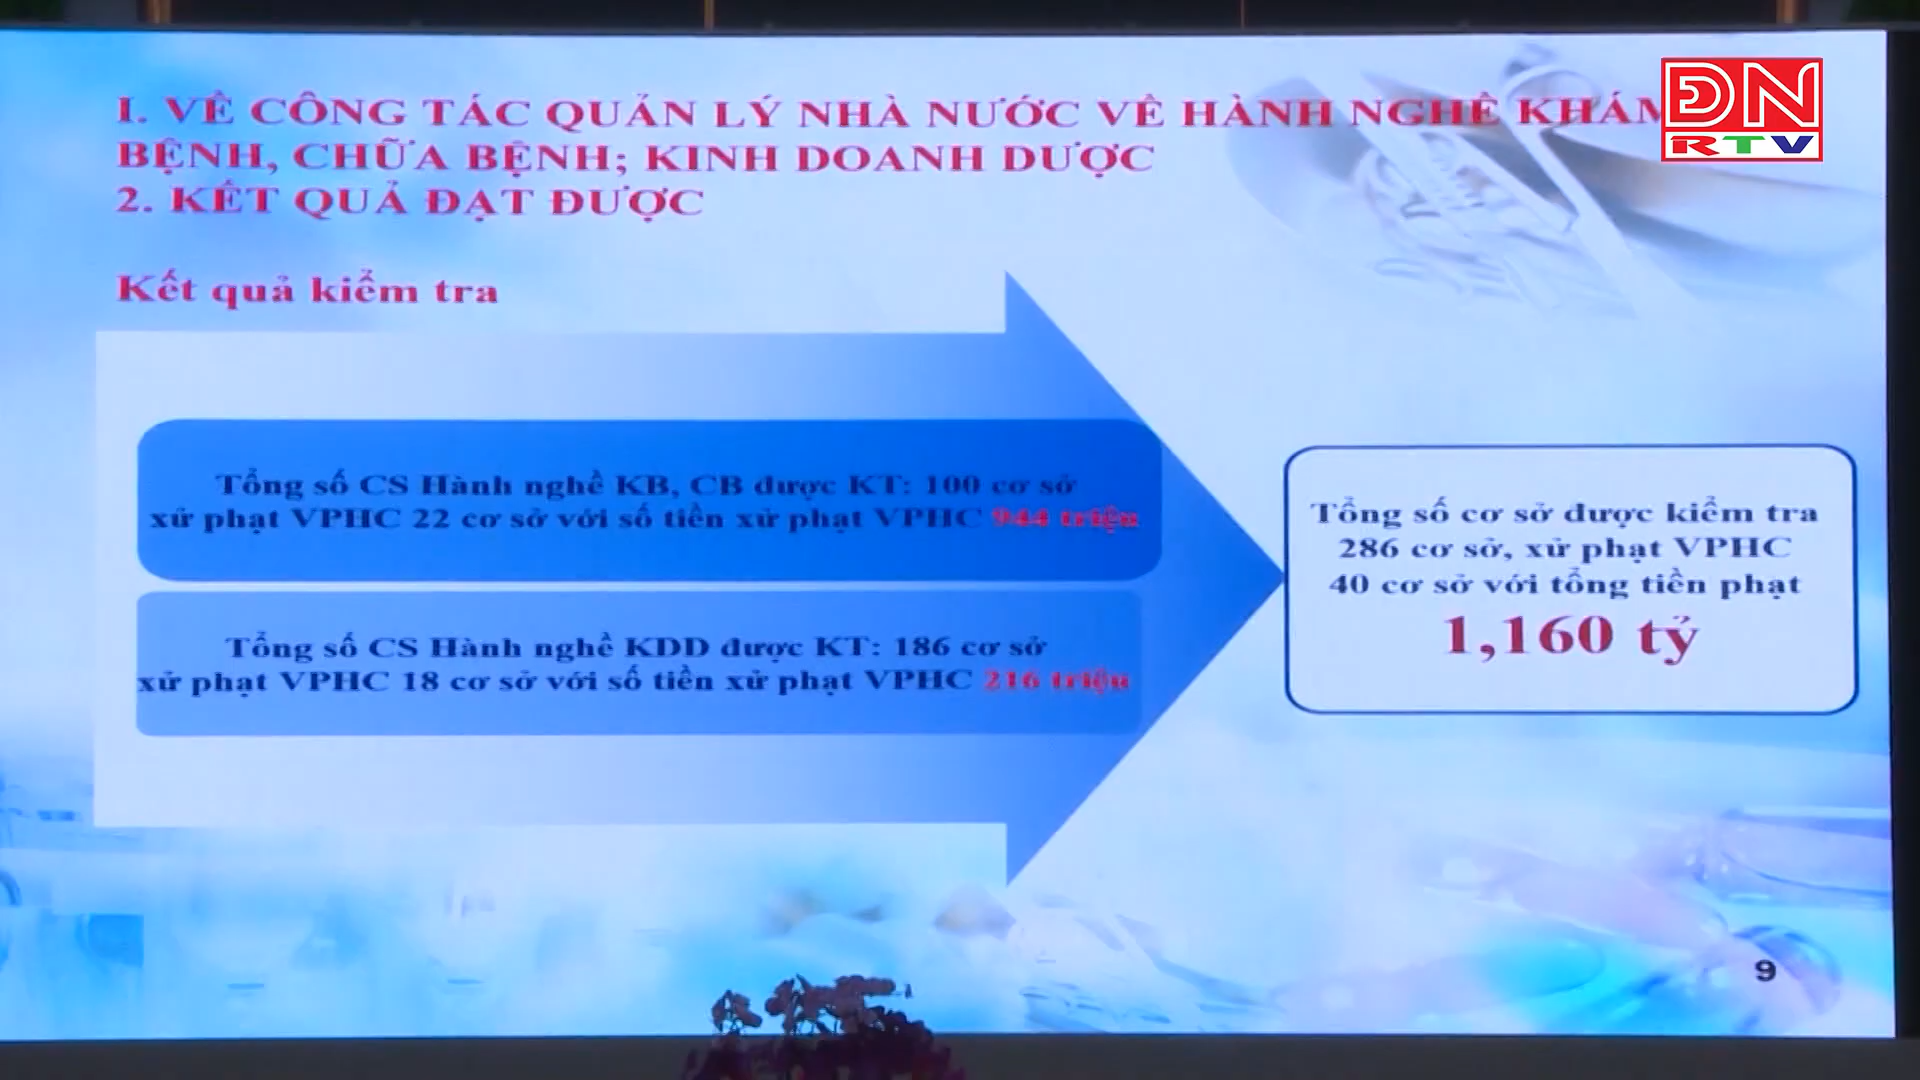 I. VỀ CÔNG TÁC QUẢN LÝ NHÀ NƯỚC VỀ HÀNH NGHỀ KHÁM
BỆNH, CHỮA BỆNH; KINH DOANH DƯỢC
2. KẾT QUẢ ĐẠT ĐƯỢC
Kết quả kiểm tra
Tổng số CS Hành nghề KB, CB được KT: 100 cơ sở
xử phạt VPHC 22 cơ sở với số tiền xử phạt VPHC 944 triệu
Tổng số CS Hành nghề KDD được KT: 186 cơ sở
xử phạt VPHC 18 cơ sở với số tiền xử phạt VPHC 216 triệu
Tổng số cơ sở được kiểm tra
286 cơ sở, xử phạt VPHC
40 cơ sở với tổng tiền phạt
1,160 tỷ
9
ĐN
RTV